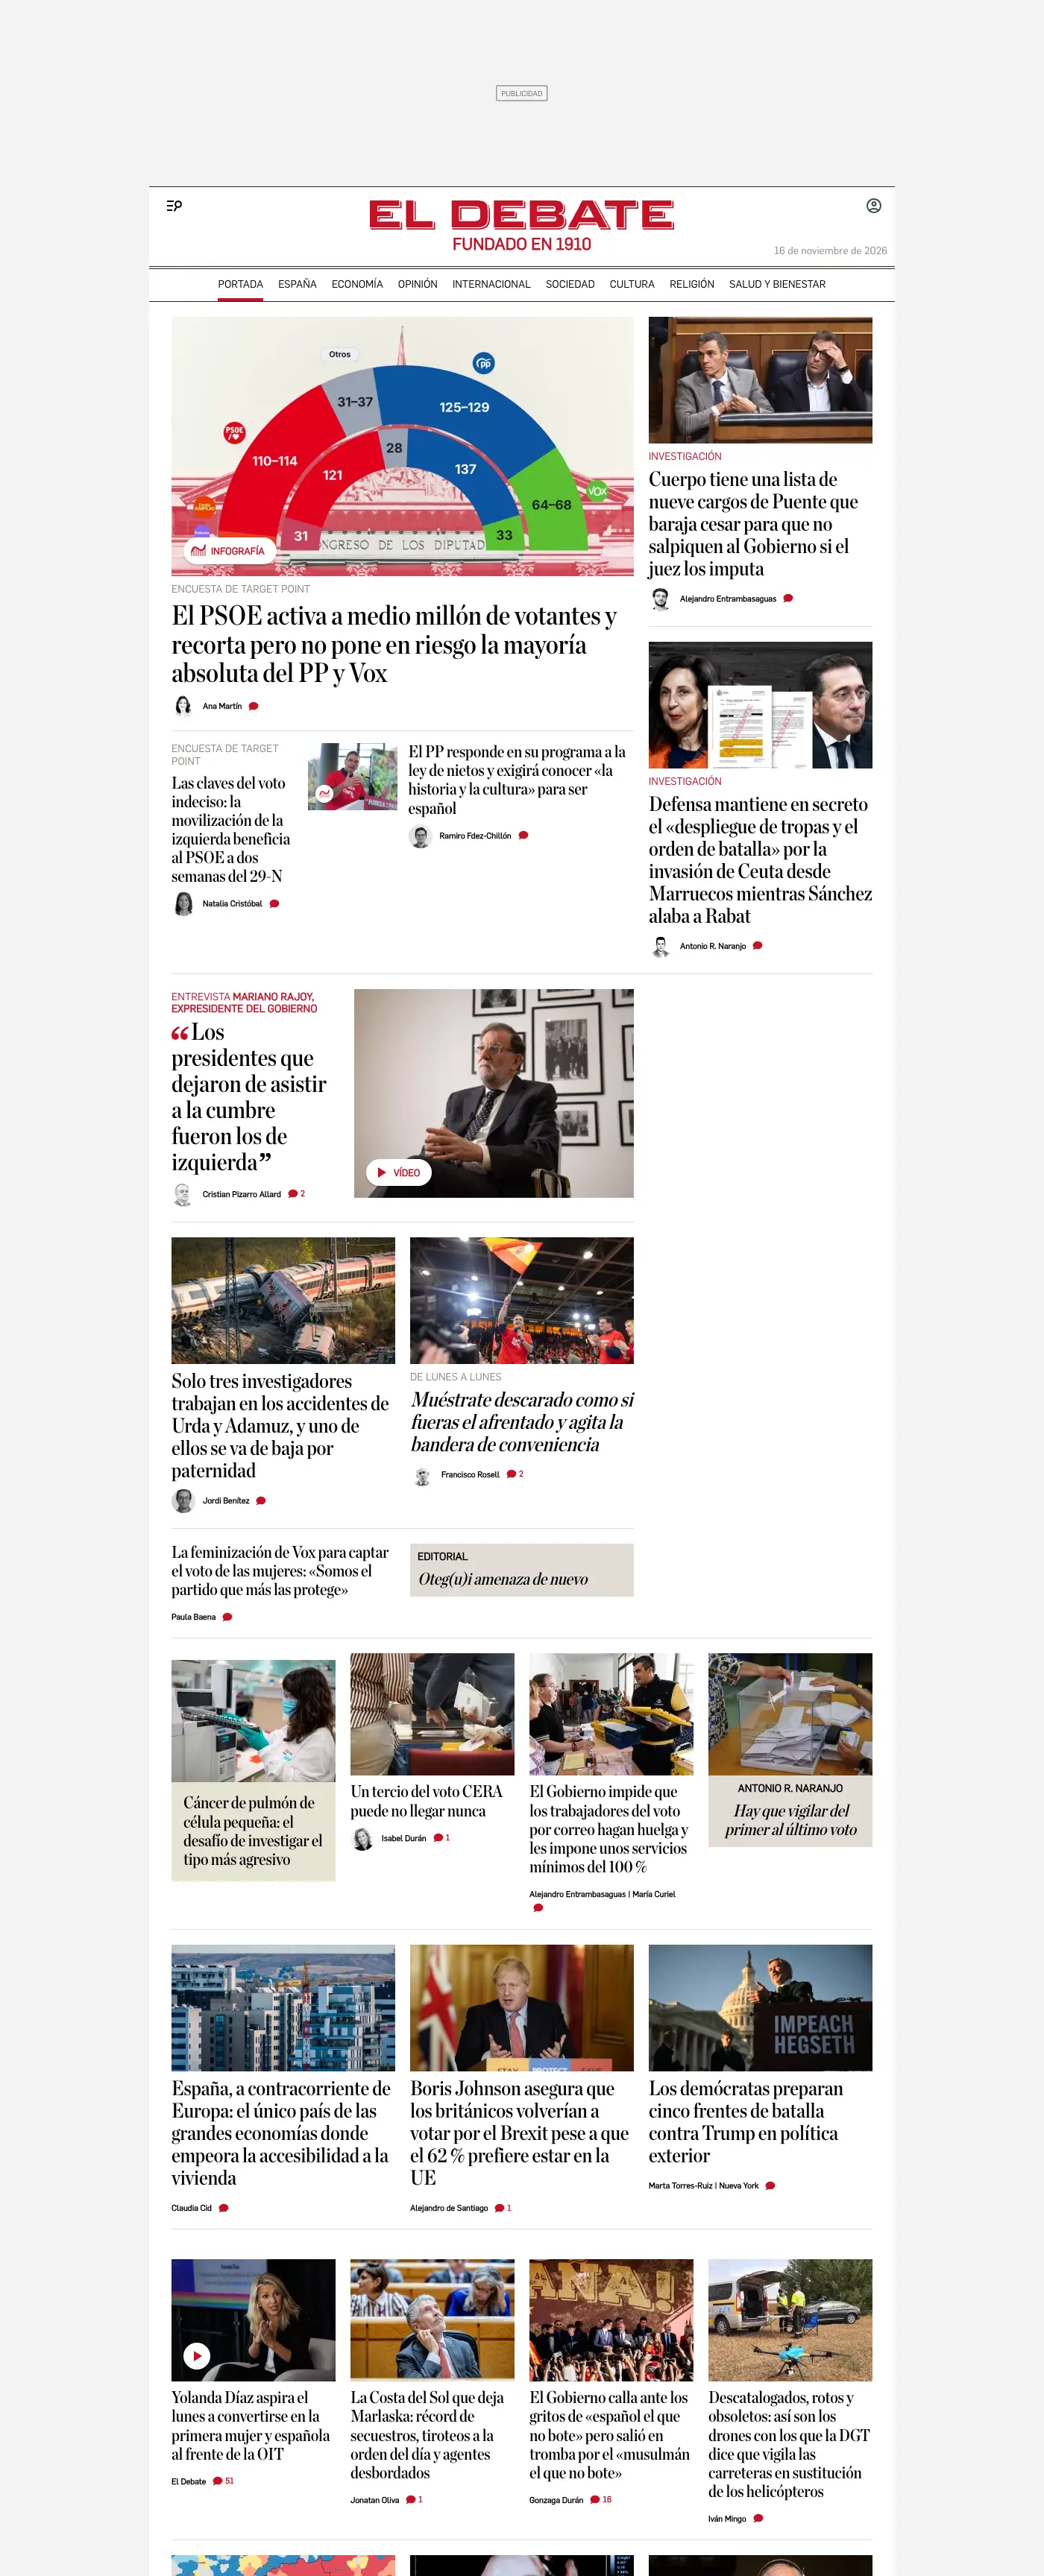 PUBLICIDAD
EL DEBATE
FUNDADO EN 1910
16 de noviembre de 2026
PORTADA ESPAÑA ECONOMÍA OPINIÓN INTERNACIONAL SOCIEDAD CULTURA RELIGIÓN SALUD Y BIENESTAR
Otros
PP
31–37
125–129
PSOE
110–114
28
121
137
64–68
VOX
31
33
NGRESO DE LOS DIPUTAD
INFOGRAFÍA
ENCUESTA DE TARGET POINT
El PSOE activa a medio millón de votantes y
recorta pero no pone en riesgo la mayoría
absoluta del PP y Vox
Ana Martín
ENCUESTA DE TARGET
POINT
Las claves del voto
indeciso: la
movilización de la
izquierda beneficia
al PSOE a dos
semanas del 29-N
Natalia Cristóbal
El PP responde en su programa a la
ley de nietos y exigirá conocer «la
historia y la cultura» para ser
español
Ramiro Fdez-Chillón
INVESTIGACIÓN
Cuerpo tiene una lista de
nueve cargos de Puente que
baraja cesar para que no
salpiquen al Gobierno si el
juez los imputa
Alejandro Entrambasaguas
INVESTIGACIÓN
Defensa mantiene en secreto
el «despliegue de tropas y el
orden de batalla» por la
invasión de Ceuta desde
Marruecos mientras Sánchez
alaba a Rabat
Antonio R. Naranjo
ENTREVISTA MARIANO RAJOY,
EXPRESIDENTE DEL GOBIERNO
“Los
presidentes que
dejaron de asistir
a la cumbre
fueron los de
izquierda”
Cristian Pizarro Allard 2
VÍDEO
Solo tres investigadores
trabajan en los accidentes de
Urda y Adamuz, y uno de
ellos se va de baja por
paternidad
Jordi Benítez
DE LUNES A LUNES
Muéstrate descarado como si
fueras el afrentado y agita la
bandera de conveniencia
Francisco Rosell 2
La feminización de Vox para captar
el voto de las mujeres: «Somos el
partido que más las protege»
Paula Baena
EDITORIAL
Oteg(u)i amenaza de nuevo
Cáncer de pulmón de
célula pequeña: el
desafío de investigar el
tipo más agresivo
Un tercio del voto CERA
puede no llegar nunca
Isabel Durán 1
El Gobierno impide que
los trabajadores del voto
por correo hagan huelga y
les impone unos servicios
mínimos del 100 %
Alejandro Entrambasaguas | María Curiel
ANTONIO R. NARANJO
Hay que vigilar del
primer al último voto
España, a contracorriente de
Europa: el único país de las
grandes economías donde
empeora la accesibilidad a la
vivienda
Claudia Cid
STAY PROTECT SAVE
Boris Johnson asegura que
los británicos volverían a
votar por el Brexit pese a que
el 62 % prefiere estar en la
UE
Alejandro de Santiago 1
IMPEACH
HEGSETH
Los demócratas preparan
cinco frentes de batalla
contra Trump en política
exterior
Marta Torres-Ruiz | Nueva York
Yolanda Díaz aspira el
lunes a convertirse en la
primera mujer y española
al frente de la OIT
El Debate 51
La Costa del Sol que deja
Marlaska: récord de
secuestros, tiroteos a la
orden del día y agentes
desbordados
Jonatan Oliva 1
AÑA!
El Gobierno calla ante los
gritos de «español el que
no bote» pero salió en
tromba por el «musulmán
el que no bote»
Gonzaga Durán 16
Descatalogados, rotos y
obsoletos: así son los
drones con los que la DGT
dice que vigila las
carreteras en sustitución
de los helicópteros
Iván Mingo